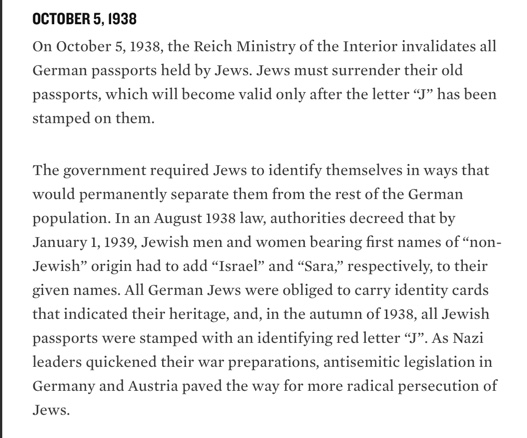 OCTOBER 5, 1938
On October 5, 1938, the Reich Ministry of the Interior invalidates all
German passports held by Jews. Jews must surrender their old
passports, which will become valid only after the letter “J” has been
stamped on them.
The government required Jews to identify themselves in ways that
would permanently separate them from the rest of the German
population. In an August 1938 law, authorities decreed that by
January 1, 1939, Jewish men and women bearing first names of “non-
Jewish” origin had to add “Israel” and “Sara,” respectively, to their
given names. All German Jews were obliged to carry identity cards
that indicated their heritage, and, in the autumn of 1938, all Jewish
passports were stamped with an identifying red letter “J”. As Nazi
leaders quickened their war preparations, antisemitic legislation in
Germany and Austria paved the way for more radical persecution of
Jews.